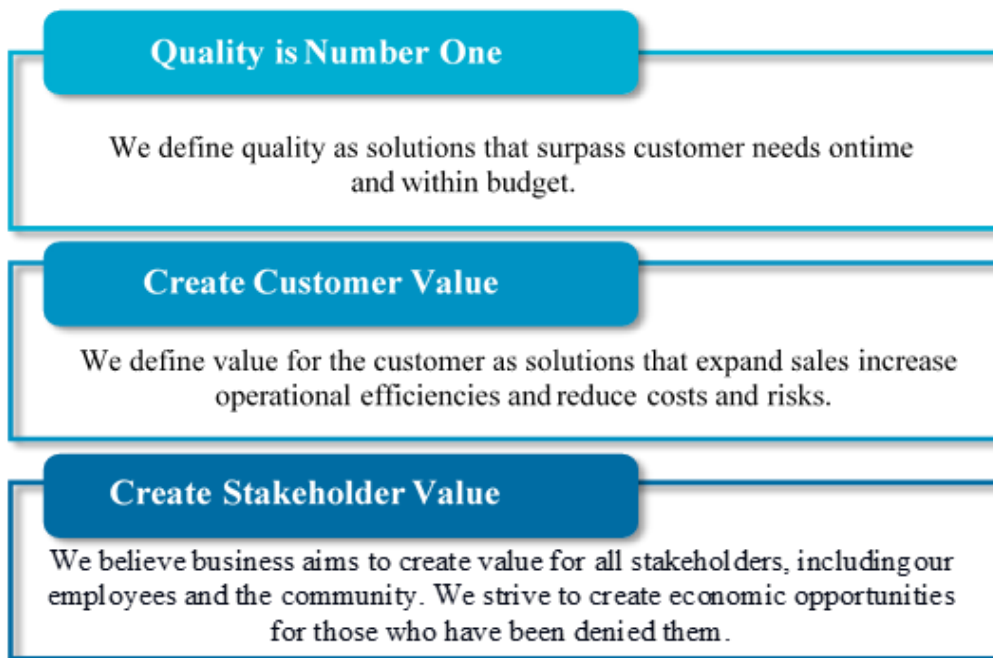 Quality is Number One
We define quality as solutions that surpass customer needs ontime
and within budget.
Create Customer Value
We define value for the customer as solutions that expand sales increase
operational efficiencies and reduce costs and risks.
Create Stakeholder Value
We believe business aims to create value for all stakeholders, including our
employees and the community. We strive to create economic opportunities
for those who have been denied them.